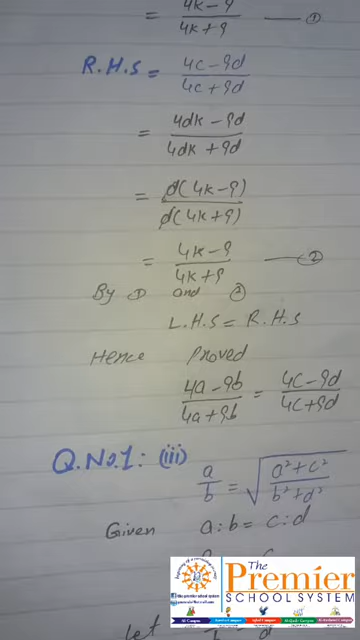 = 4k - 9 / 4k + 9 —— ①
R.H.S = 4c - 9d / 4c + 9d
= 4dk - 9d / 4dk + 9d
= d(4k - 9) / d(4k + 9)
= 4k - 9 / 4k + 9 —— ②
By ① and ②
L.H.S = R.H.S
Hence Proved
4a - 9b / 4a + 9b = 4c - 9d / 4c + 9d
Q.No.1: (iii) a / b = √(a² + c² / b² + d²)
Given a : b = c : d
let
The
Premier
SCHOOL SYSTEM